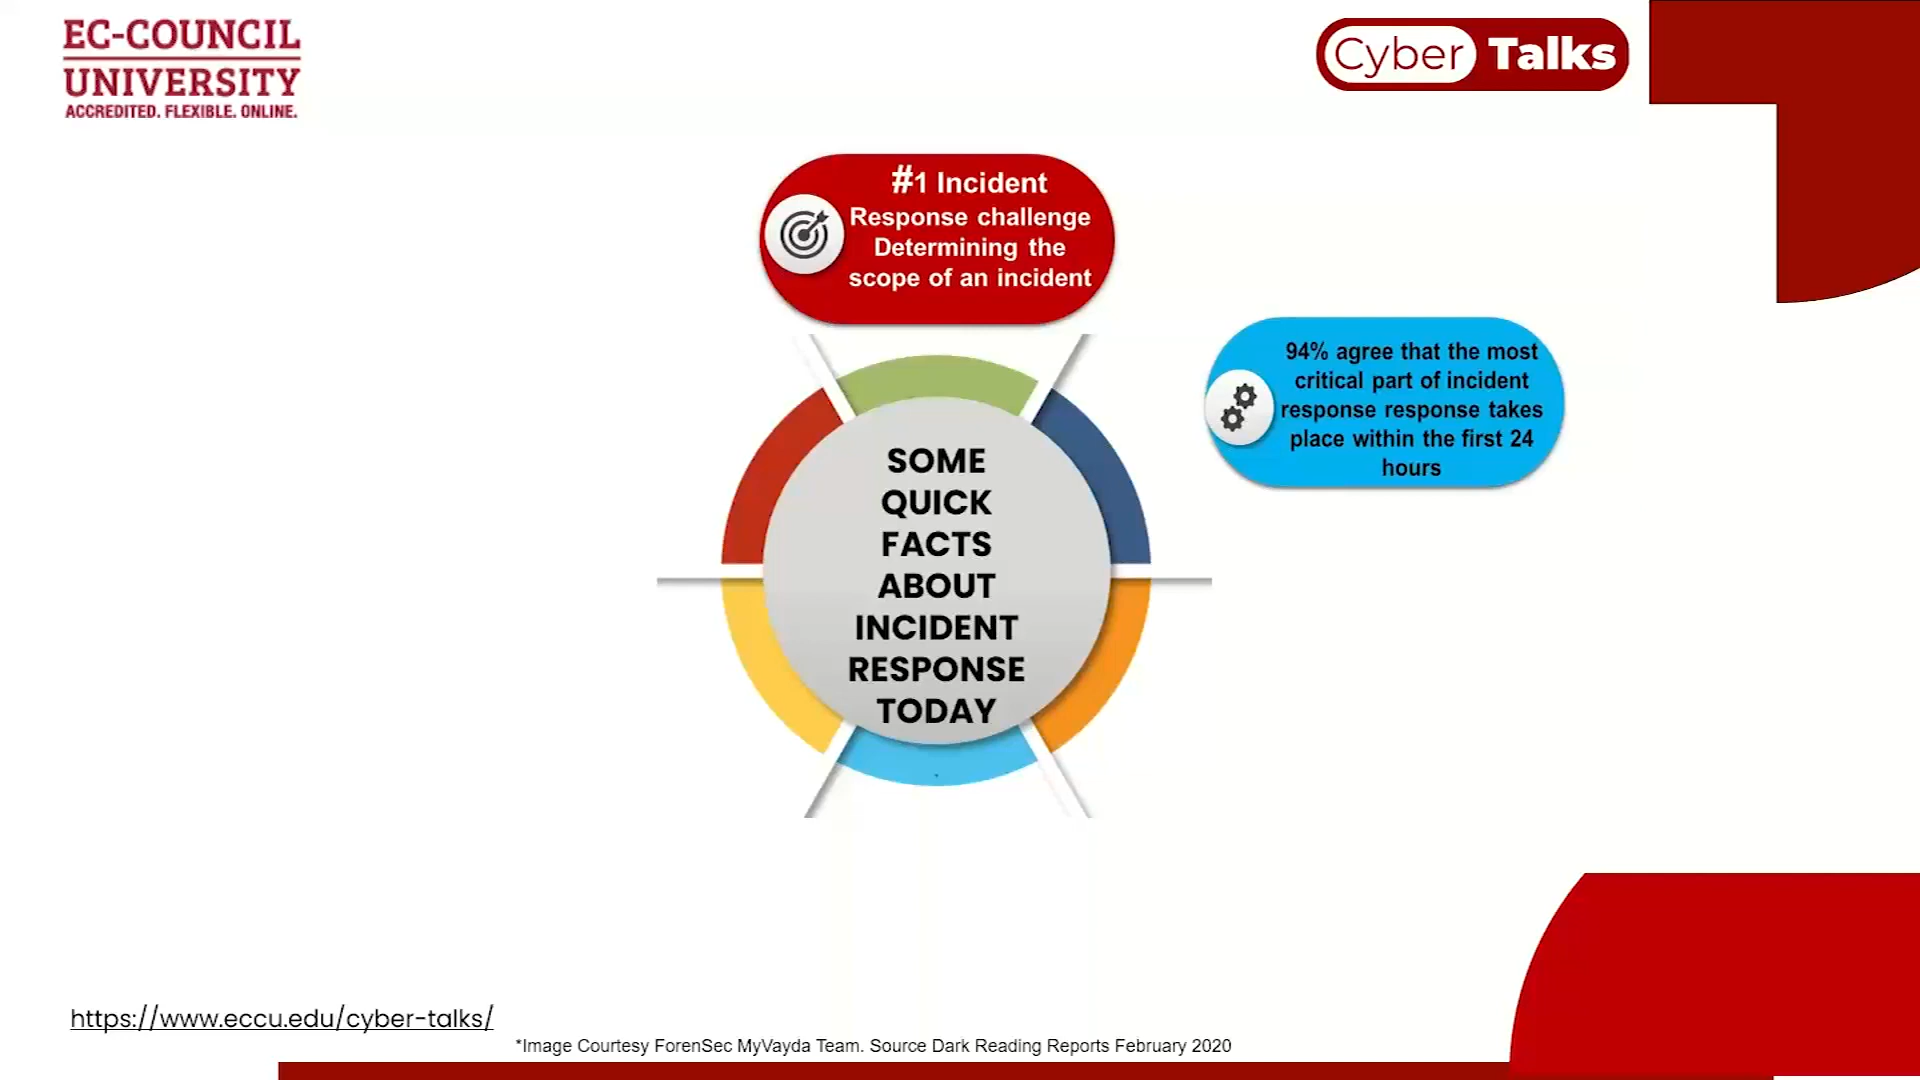 EC-COUNCIL
UNIVERSITY
ACCREDITED. FLEXIBLE. ONLINE.
Cyber Talks
#1 Incident
Response challenge
Determining the
scope of an incident
94% agree that the most
critical part of incident
response response takes
place within the first 24
hours
SOME
QUICK
FACTS
ABOUT
INCIDENT
RESPONSE
TODAY
https://www.eccu.edu/cyber-talks/
*Image Courtesy ForenSec MyVayda Team. Source Dark Reading Reports February 2020